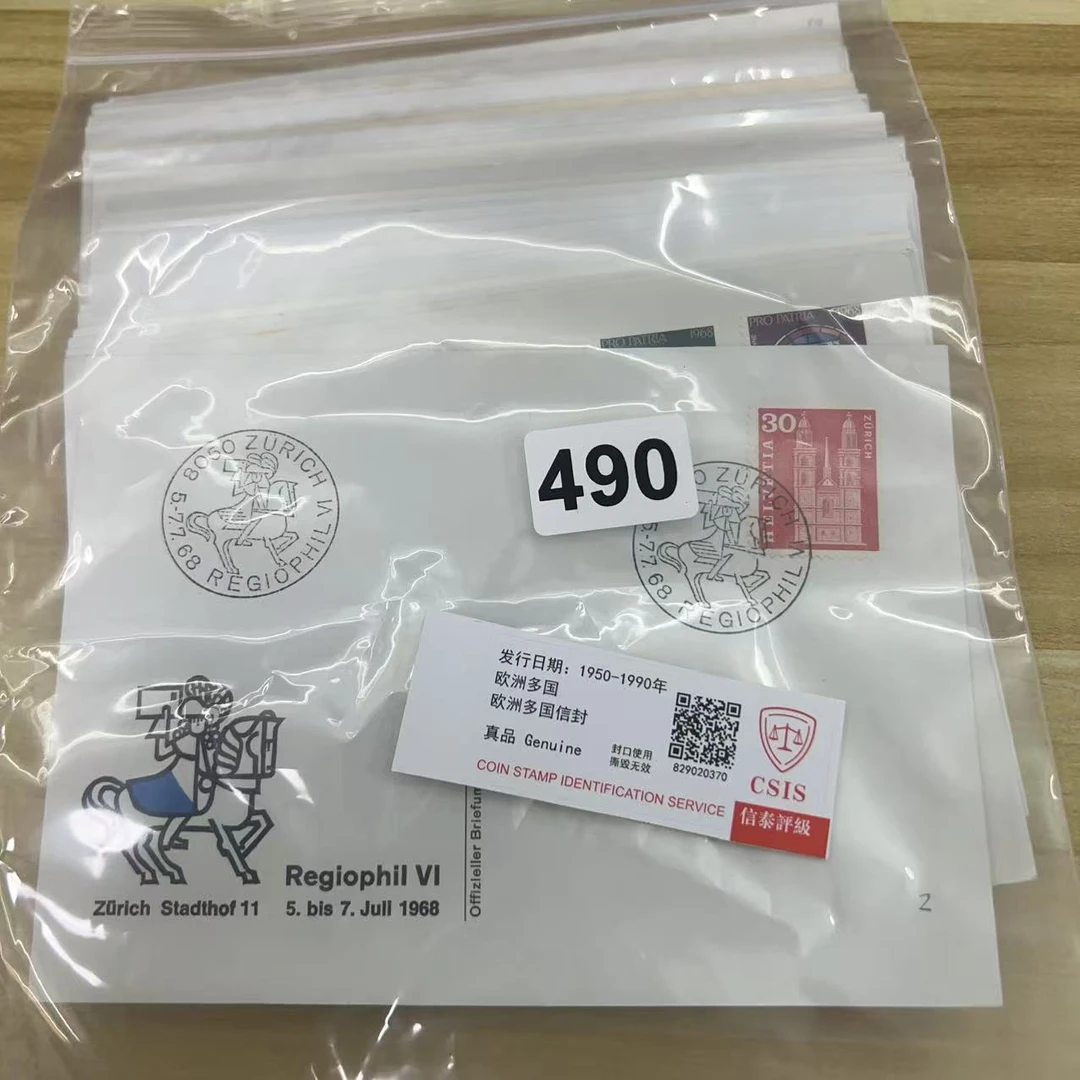 PRO PATRIA 1968
PRO PATRIA 1968
8050 ZÜRICH
5.-7.7.68 REGIOPHIL VI
490
30
HELVETIA
ZÜRICH
0 ZÜRICH
5.-7.7.68 REGIOPHIL VI
发行日期: 1950-1990年
欧洲多国
欧洲多国信封
真品 Genuine
封口使用
撕毁无效
829020370
COIN STAMP IDENTIFICATION SERVICE
CSIS
信泰評級
Regiophil VI
Zürich Stadthof 11 5. bis 7. Juli 1968
Offizieller
Z